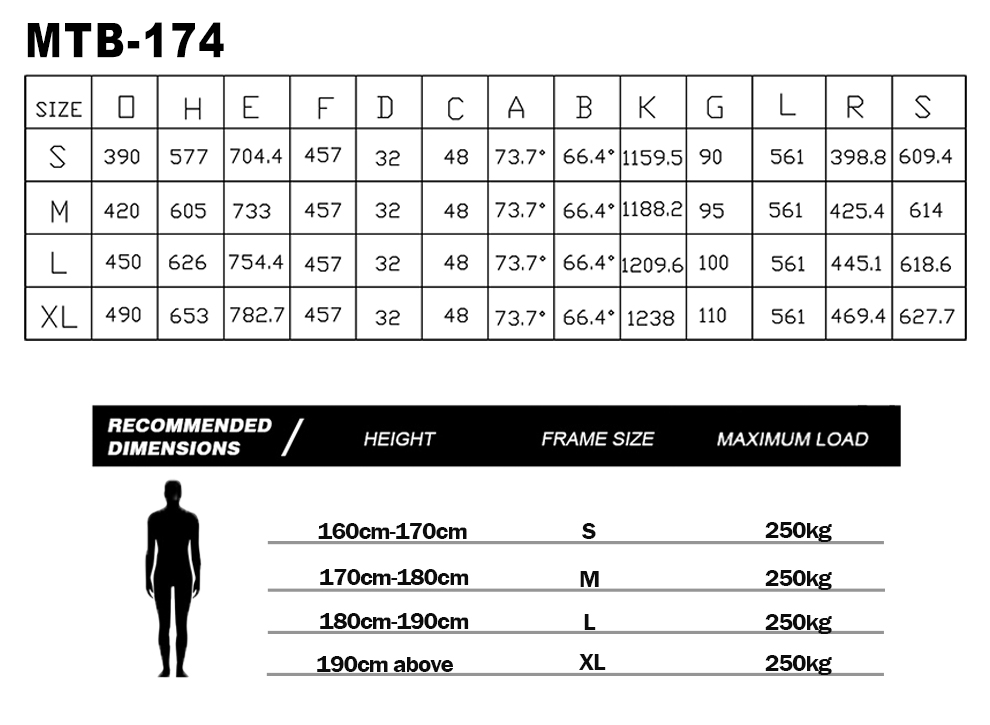 MTB-174
SIZE O H E F D C A B K G L R S
S 390 577 704.4 457 32 48 73.7° 66.4° 1159.5 90 561 398.8 609.4
M 420 605 733 457 32 48 73.7° 66.4° 1188.2 95 561 425.4 614
L 450 626 754.4 457 32 48 73.7° 66.4° 1209.6 100 561 445.1 618.6
XL 490 653 782.7 457 32 48 73.7° 66.4° 1238 110 561 469.4 627.7
RECOMMENDED
DIMENSIONS / HEIGHT FRAME SIZE MAXIMUM LOAD
160cm-170cm S 250kg
170cm-180cm M 250kg
180cm-190cm L 250kg
190cm above XL 250kg